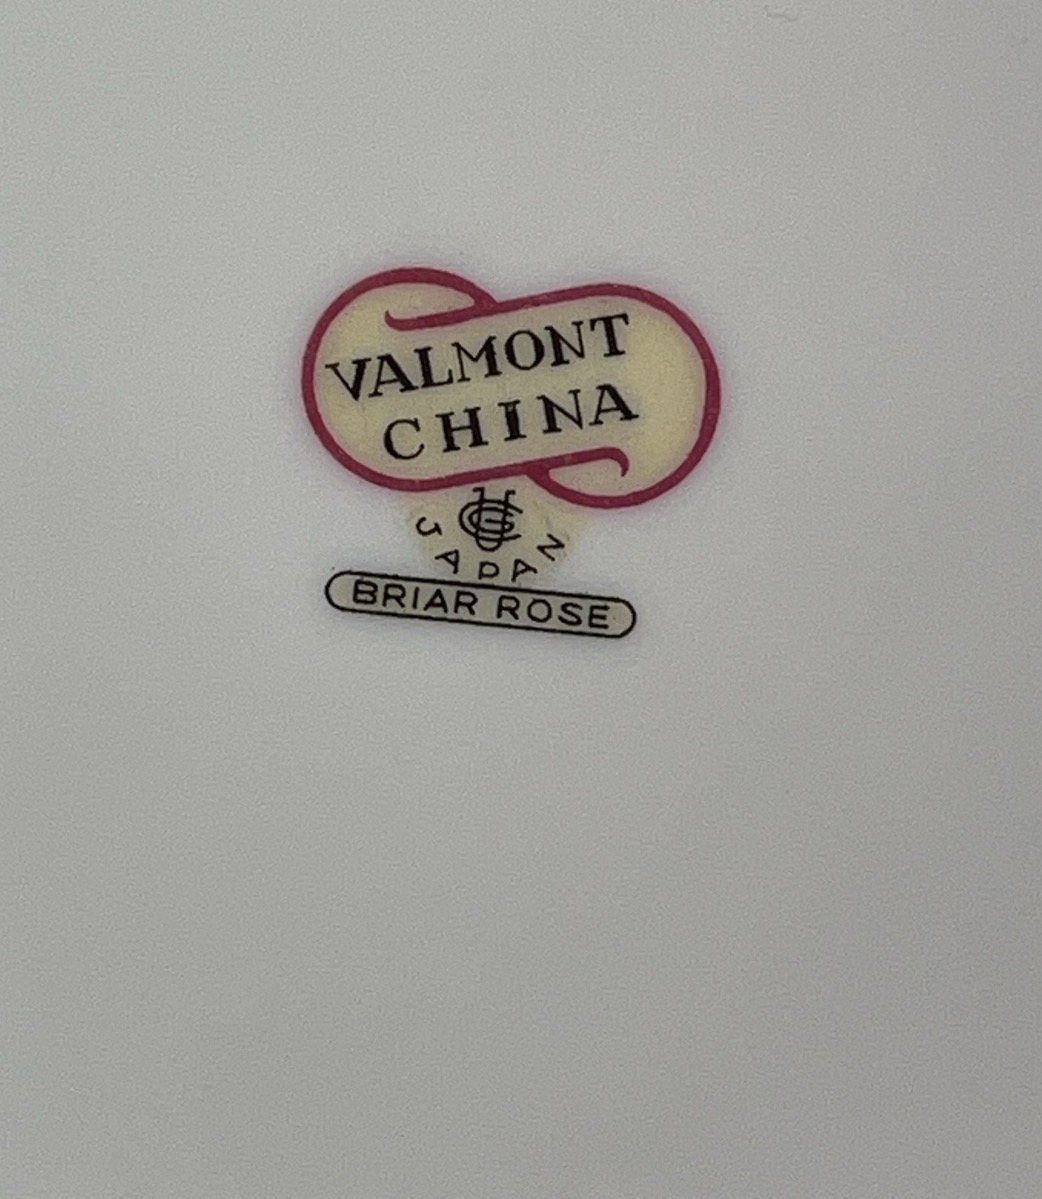 VALMONT
CHINA
JAPAN
BRIAR ROSE